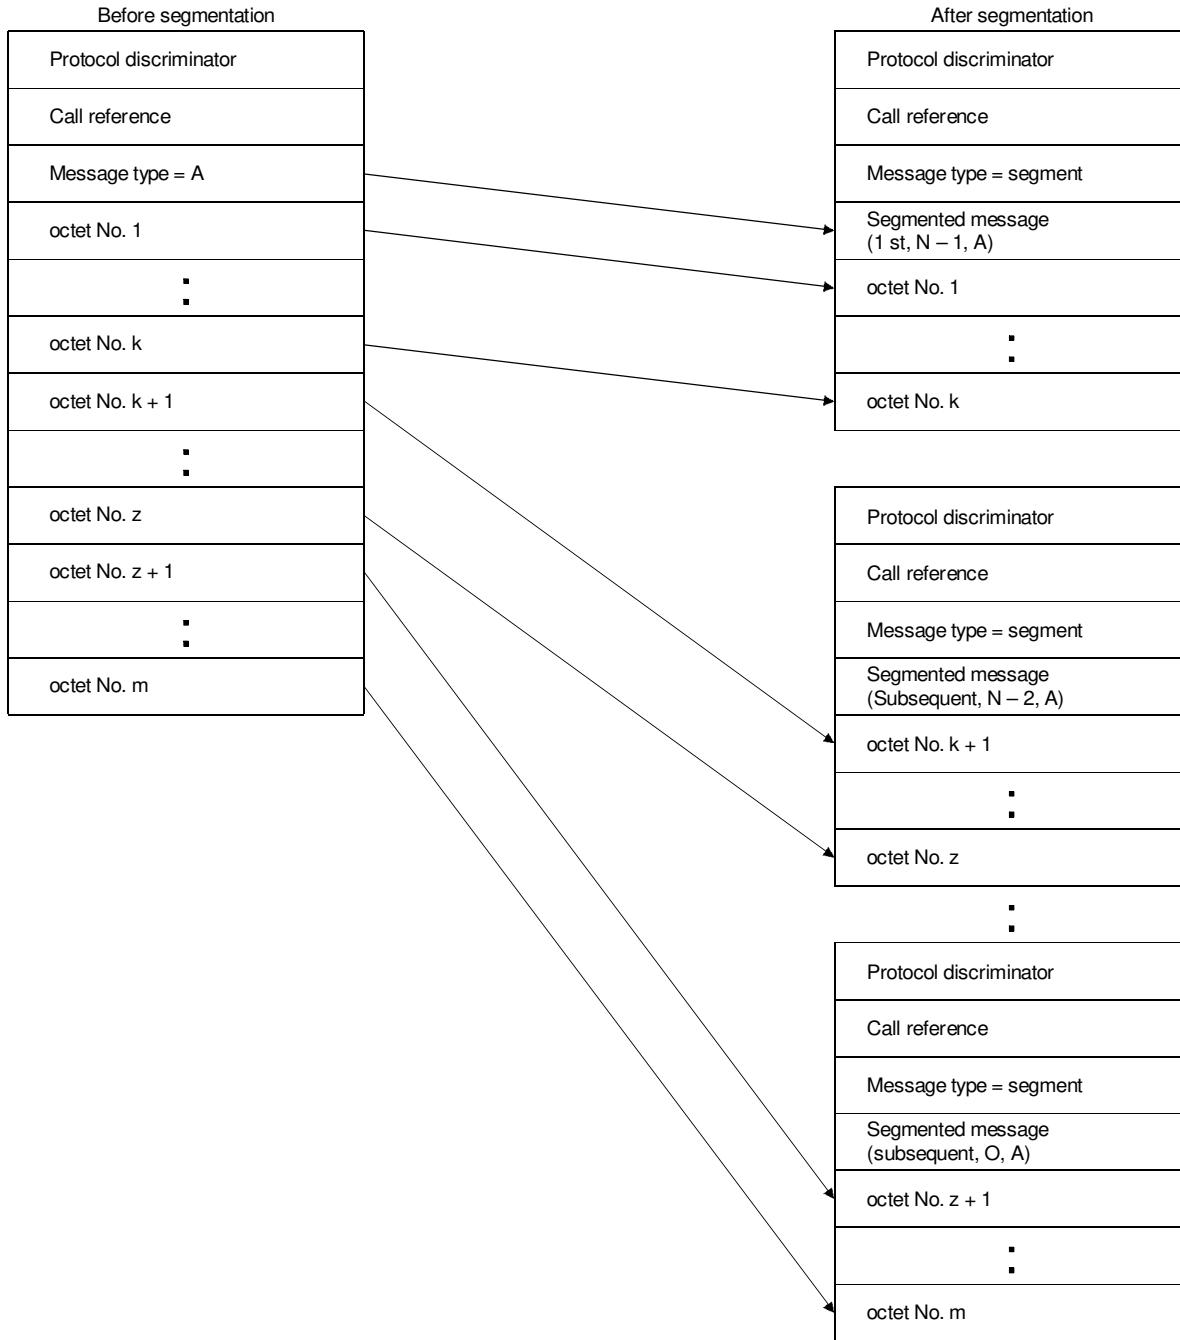 Before segmentation
Protocol discriminator
Call reference
Message type = A
octet No. 1
octet No. k
octet No. k + 1
octet No. z
octet No. z + 1
octet No. m
After segmentation
Protocol discriminator
Call reference
Message type = segment
Segmented message
(1 st, N – 1, A)
octet No. 1
octet No. k
Protocol discriminator
Call reference
Message type = segment
Segmented message
(Subsequent, N – 2, A)
octet No. k + 1
octet No. z
Protocol discriminator
Call reference
Message type = segment
Segmented message
(subsequent, O, A)
octet No. z + 1
octet No. m